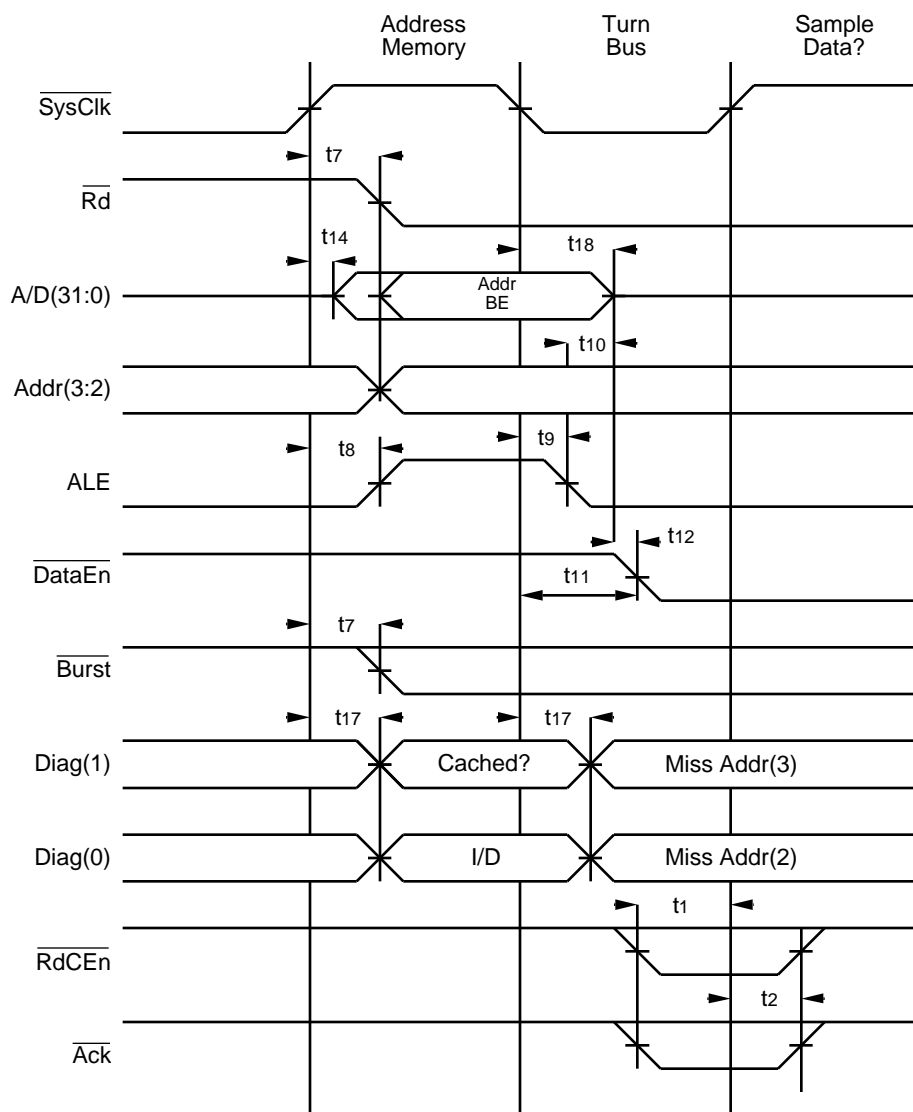 Address Memory
Turn Bus
Sample Data?
SysClk
t7
Rd
t14
t18
A/D(31:0)
Addr BE
t10
Addr(3:2)
t8
t9
ALE
t12
DataEn
t11
t7
Burst
t17
t17
Diag(1)
Cached?
Miss Addr(3)
Diag(0)
I/D
Miss Addr(2)
t1
RdCEn
t2
Ack